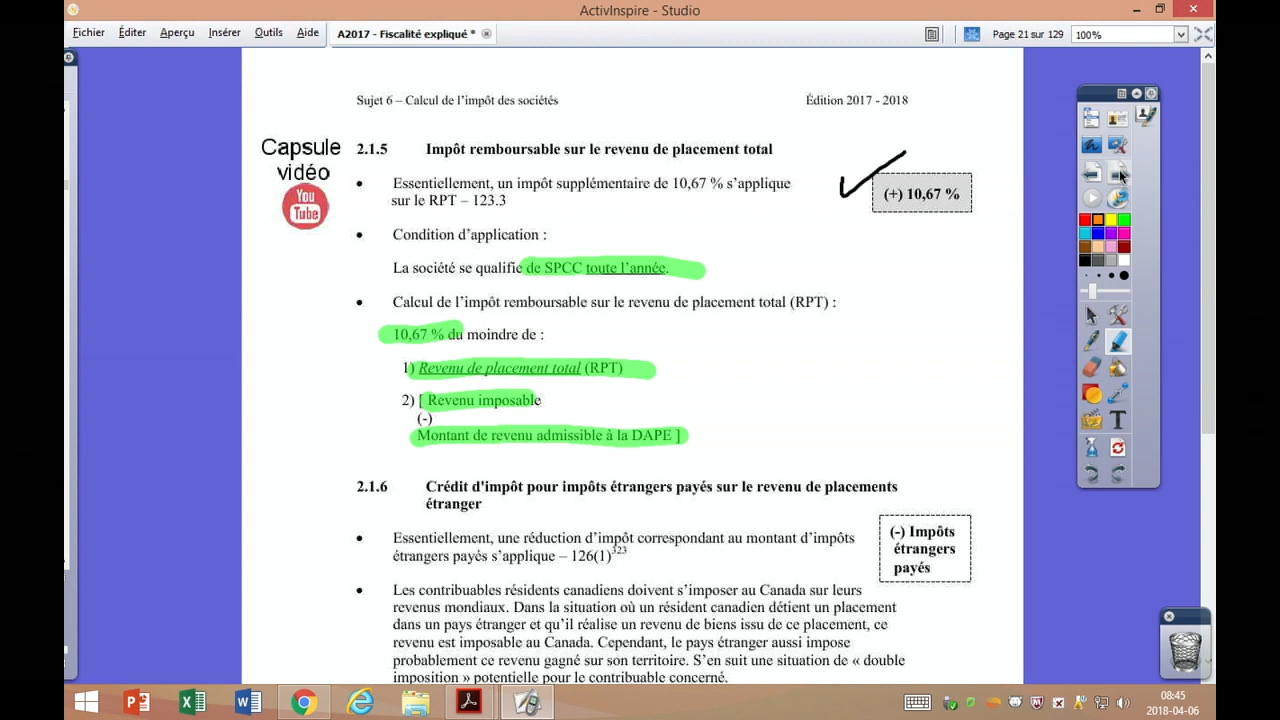 ActivInspire - Studio
Fichier Éditer Aperçu Insérer Outils Aide
A2017 - Fiscalité expliqué *
Page 21 sur 129
100%
Sujet 6 – Calcul de l’impôt des sociétés
Édition 2017 - 2018
Capsule
vidéo
You
Tube
2.1.5 Impôt remboursable sur le revenu de placement total
• Essentiellement, un impôt supplémentaire de 10,67 % s’applique
sur le RPT – 123.3
(+) 10,67 %
• Condition d’application :
La société se qualifie de SPCC toute l’année.
• Calcul de l’impôt remboursable sur le revenu de placement total (RPT) :
10,67 % du moindre de :
1) Revenu de placement total (RPT)
2) [ Revenu imposable
(-)
Montant de revenu admissible à la DAPE ]
2.1.6 Crédit d'impôt pour impôts étrangers payés sur le revenu de placements
étranger
• Essentiellement, une réduction d’impôt correspondant au montant d’impôts
étrangers payés s’applique – 126(1)323
(-) Impôts
étrangers
payés
• Les contribuables résidents canadiens doivent s’imposer au Canada sur leurs
revenus mondiaux. Dans la situation où un résident canadien détient un placement
dans un pays étranger et qu’il réalise un revenu de biens issu de ce placement, ce
revenu est imposable au Canada. Cependant, le pays étranger aussi impose
probablement ce revenu gagné sur son territoire. S’en suit une situation de « double
imposition » potentielle pour le contribuable concerné.
08:45
2018-04-06